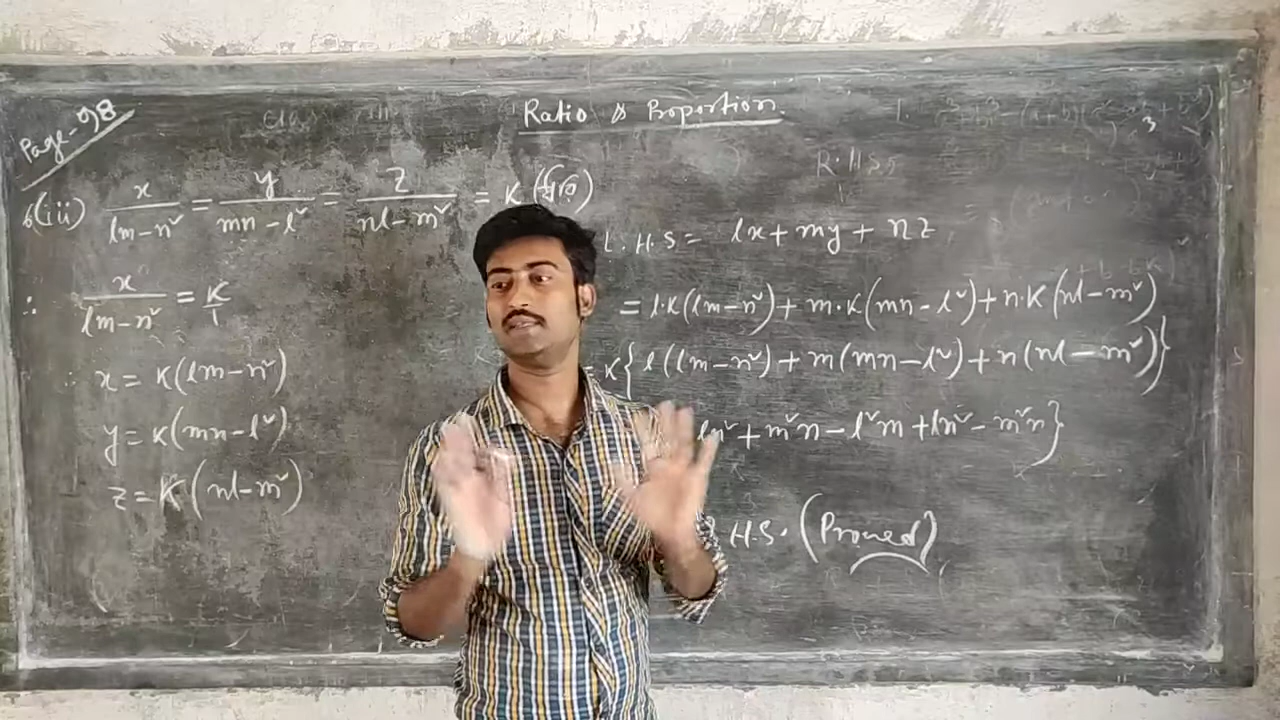 Page-98
Ratio & Proportion
6(iii) x/(lm-n²) = y/(mn-l²) = z/(nl-m²) = K
∴ x/(lm-n²) = K/1
∴ x = K(lm-n²)
y = K(mn-l²)
z = K(nl-m²)
R.H.S
L.H.S = lx + my + nz
= l·K(lm-n²) + m·K(mn-l²) + n·K(nl-m²)
= K{l(lm-n²) + m(mn-l²) + n(nl-m²)}
ln² + m²n - l²m + ln² - m²n}
H.S. (Proved)